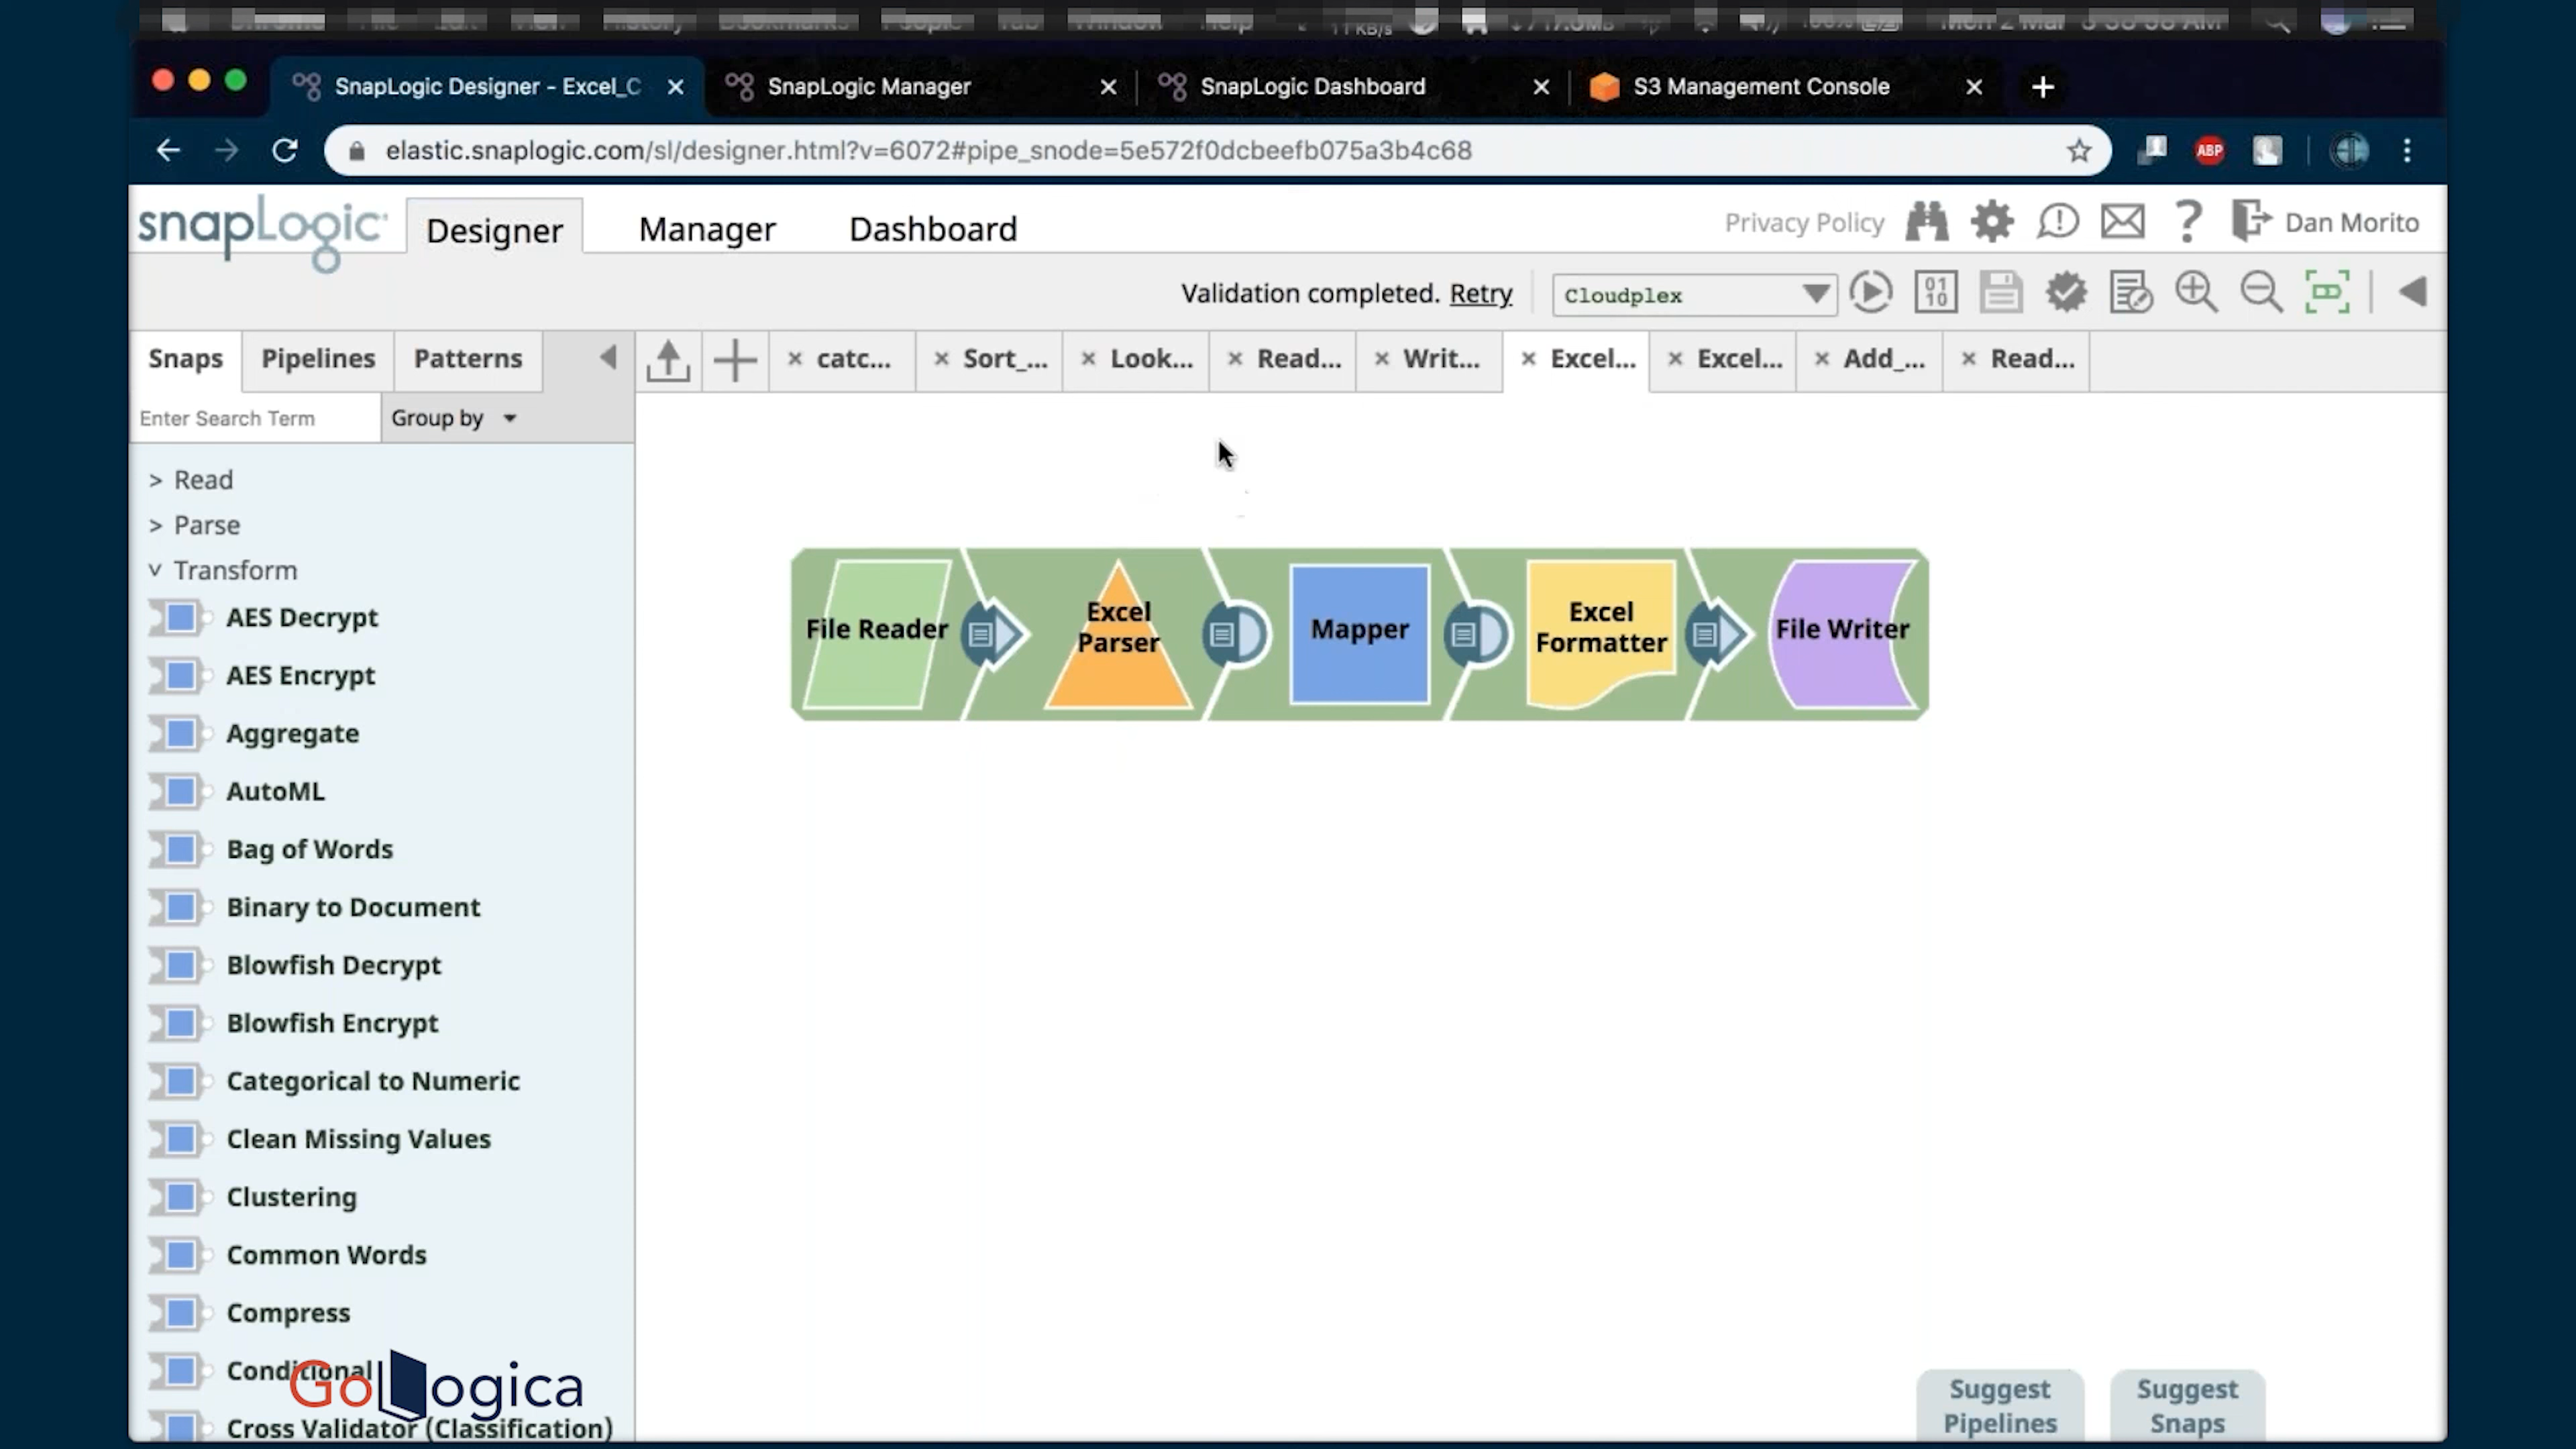 SnapLogic Designer - Excel_C
SnapLogic Manager
SnapLogic Dashboard
S3 Management Console
elastic.snaplogic.com/sl/designer.html?v=6072#pipe_snode=5e572f0dcbeefb075a3b4c68
ABP
snapLogic
Designer
Manager
Dashboard
Privacy Policy
Dan Morito
Validation completed. Retry
Cloudplex
01
10
Snaps
Pipelines
Patterns
catc...
Sort_...
Look...
Read...
Writ...
Excel...
Excel...
Add_...
Read...
Enter Search Term
Group by
> Read
> Parse
v Transform
AES Decrypt
AES Encrypt
Aggregate
AutoML
Bag of Words
Binary to Document
Blowfish Decrypt
Blowfish Encrypt
Categorical to Numeric
Clean Missing Values
Clustering
Common Words
Compress
Conditional
Cross Validator (Classification)
GoLogica
File Reader
Excel
Parser
Mapper
Excel
Formatter
File Writer
Suggest
Pipelines
Suggest
Snaps